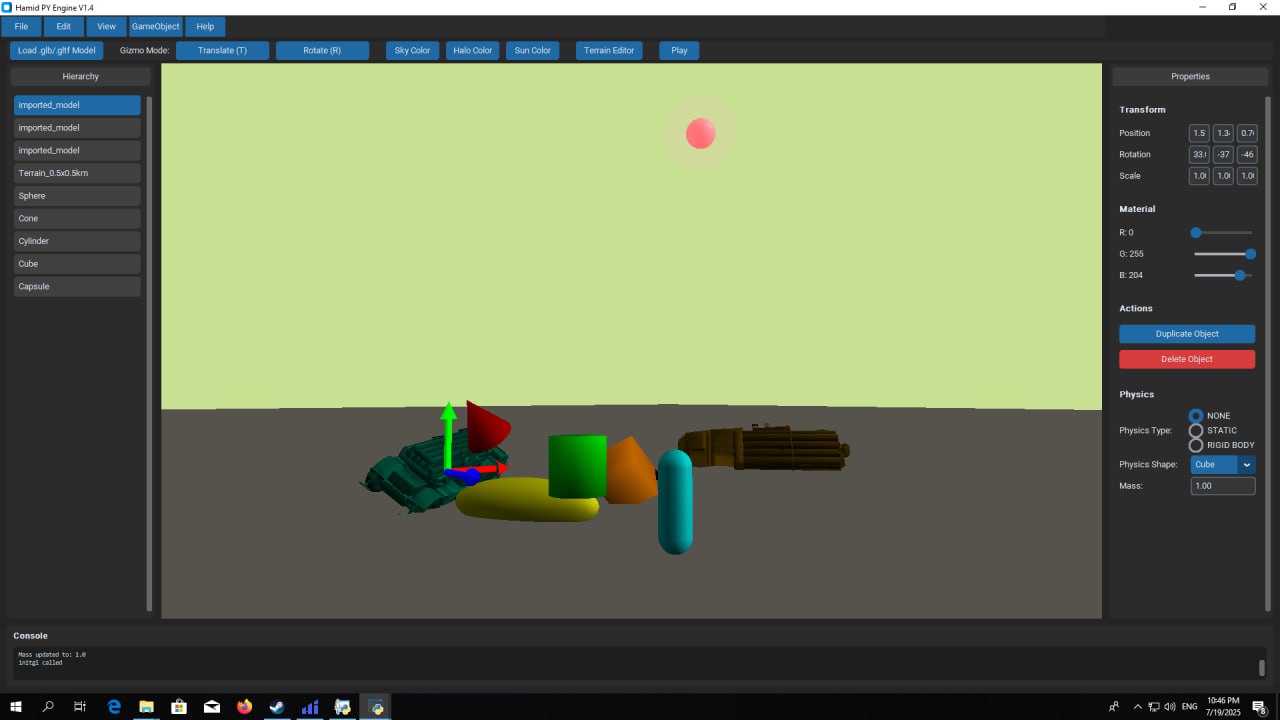 Hamid PY Engine V1.4
File Edit View GameObject Help
Load .glb/.gltf Model Gizmo Mode: Translate (T) Rotate (R) Sky Color Halo Color Sun Color Terrain Editor Play
Hierarchy
imported_model
imported_model
imported_model
Terrain_0.5x0.5km
Sphere
Cone
Cylinder
Cube
Capsule
Properties
Transform
Position 1.5 1.3 0.7
Rotation 33. -37 -46
Scale 1.0 1.0 1.0
Material
R: 0
G: 255
B: 204
Actions
Duplicate Object
Delete Object
Physics
NONE
Physics Type: STATIC
RIGID BODY
Physics Shape: Cube
Mass: 1.00
Console
Mass updated to: 1.0
initgl called
ENG
10:46 PM
7/19/2025
8